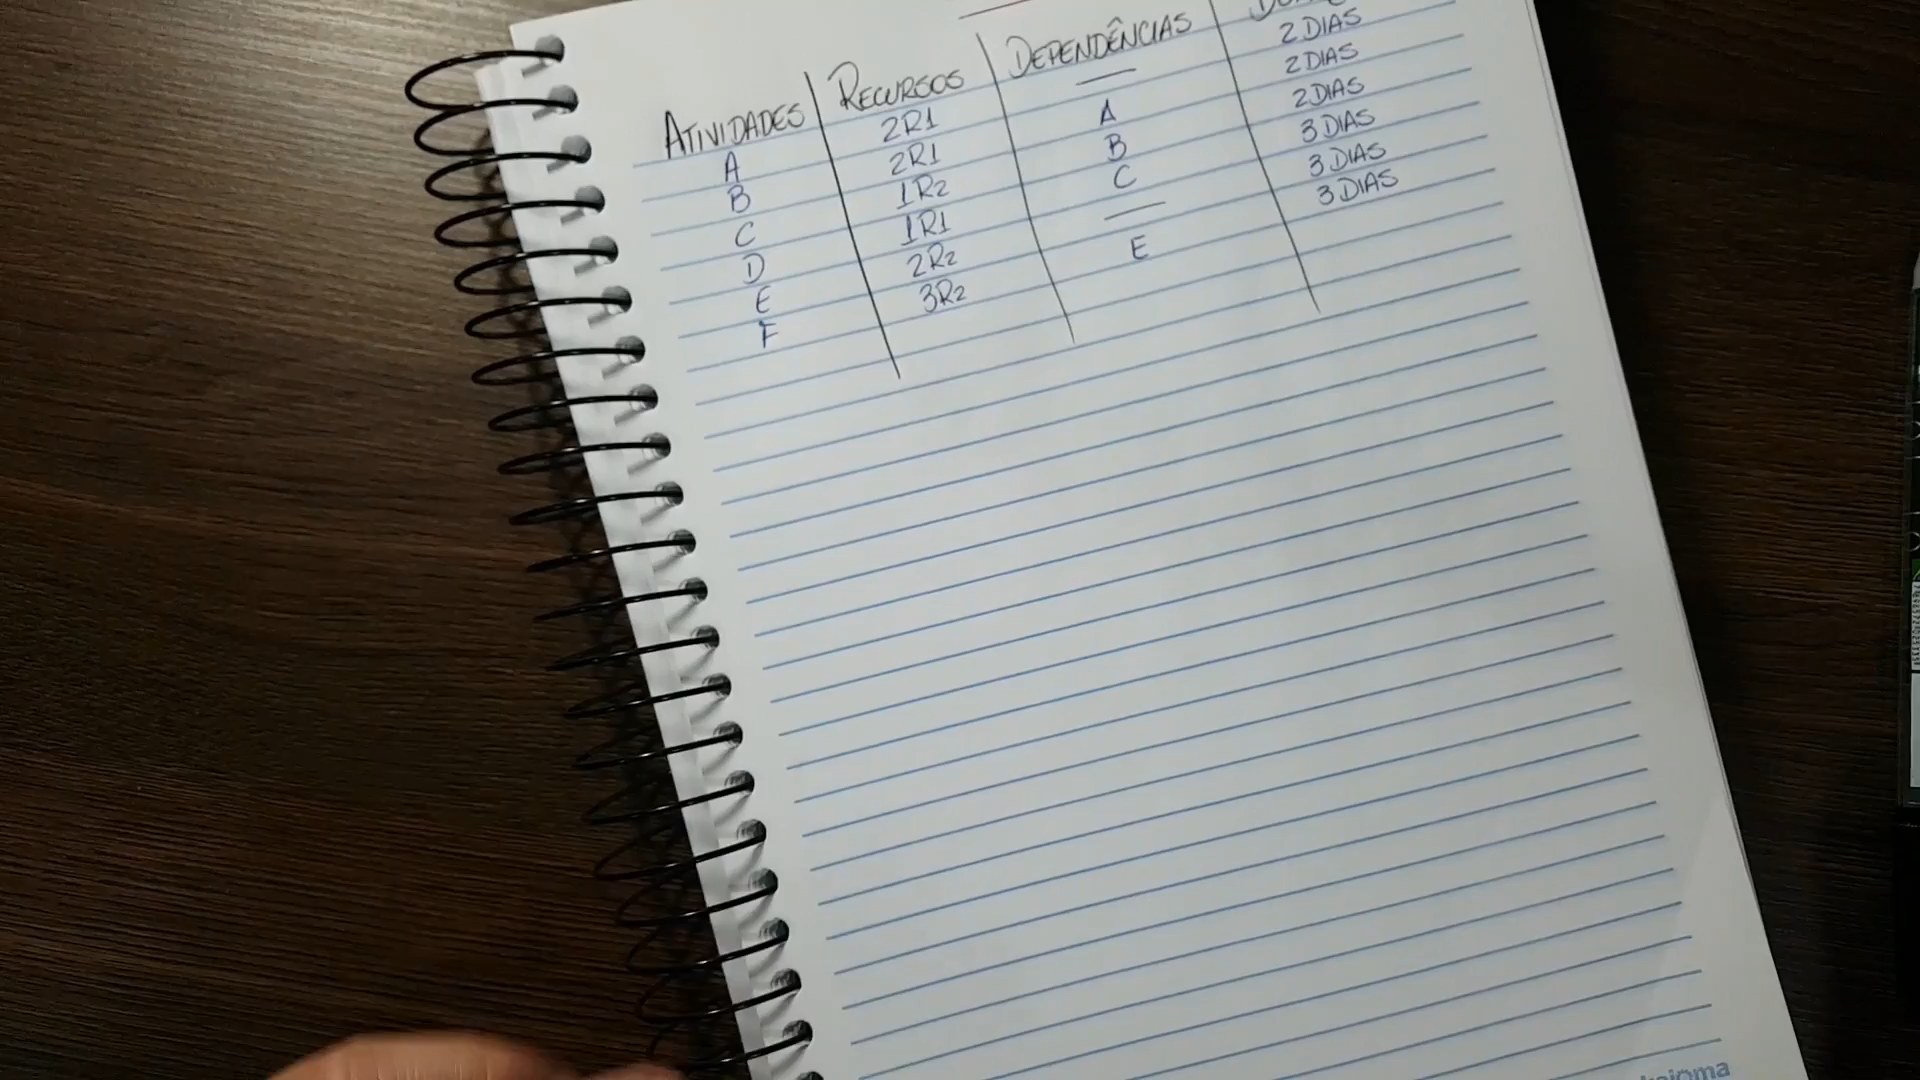 ATIVIDADES RECURSOS DEPENDÊNCIAS
A 2R1 — 2 DIAS
B 2R1 A 2 DIAS
C 1R2 B 2 DIAS
D 1R1 C 3 DIAS
E 2R2 — 3 DIAS
F 3R2 E 3 DIAS